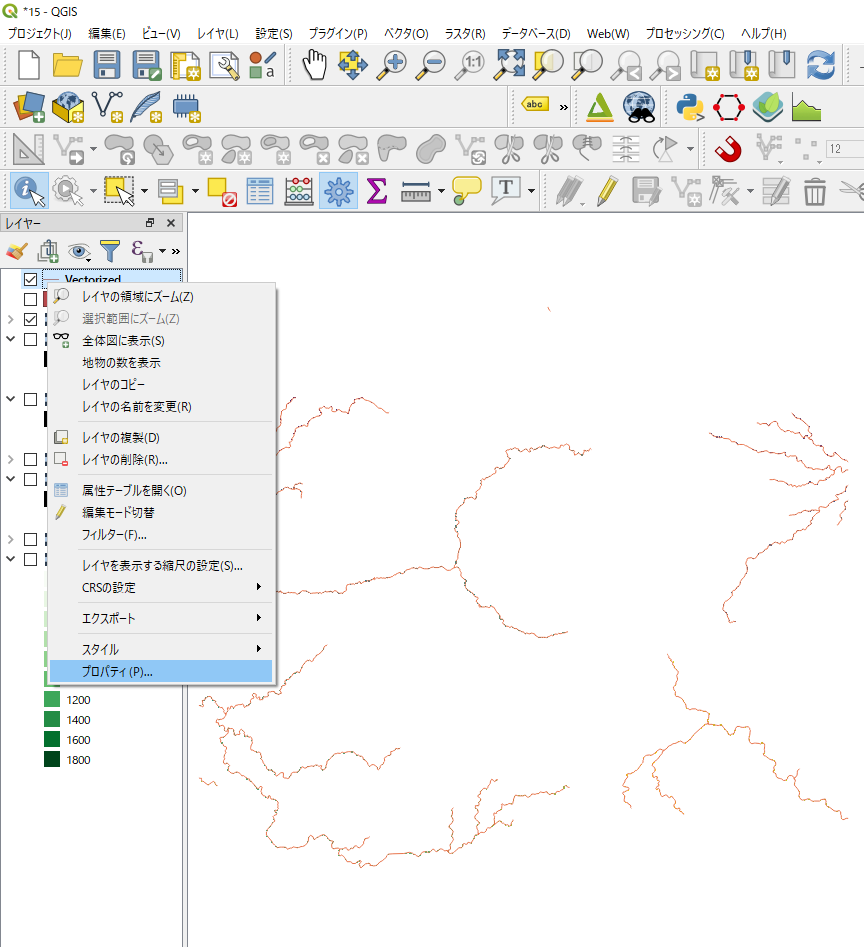 *15 - QGIS
プロジェクト(J) 編集(E) ビュー(V) レイヤ(L) 設定(S) プラグイン(P) ベクタ(O) ラスタ(R) データベース(D) Web(W) プロセッシング(C) ヘルプ(H)
1:1
a
abc »
12
Σ T
レイヤー
ε »
Vectorized
レイヤの領域にズーム(Z)
選択範囲にズーム(Z)
全体図に表示(S)
地物の数を表示
レイヤのコピー
レイヤの名前を変更(R)
レイヤの複製(D)
レイヤの削除(R)...
属性テーブルを開く(O)
編集モード切替
フィルター(F)...
レイヤを表示する縮尺の設定(S)...
CRSの設定
エクスポート
スタイル
プロパティ(P)...
1200
1400
1600
1800